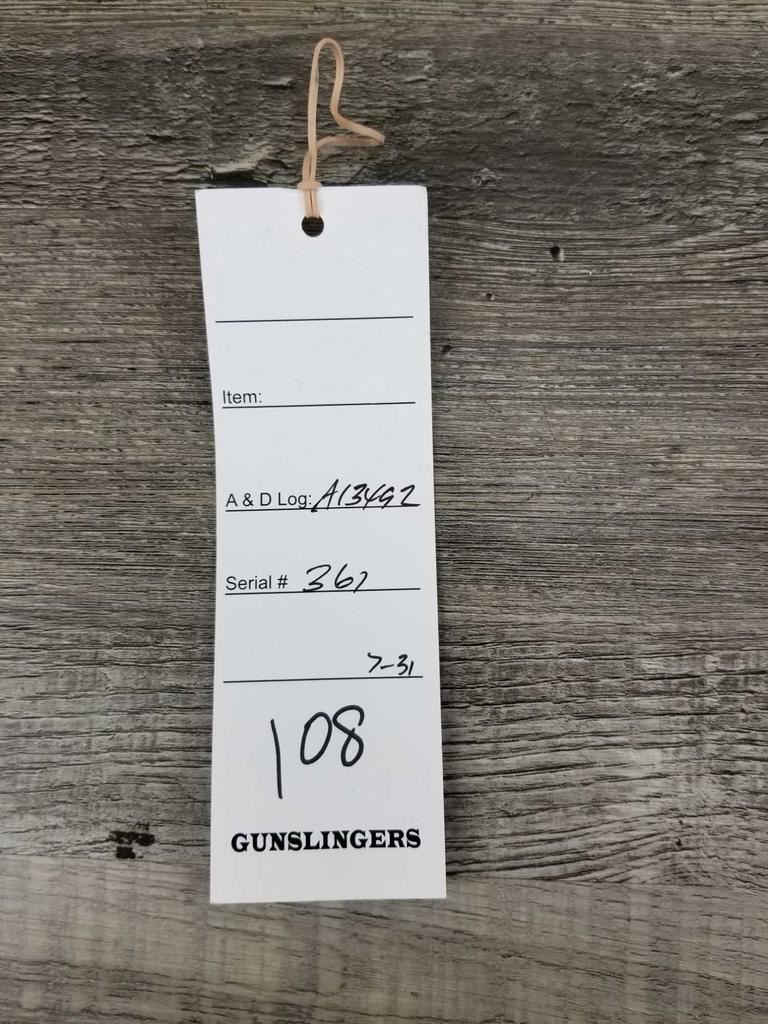 Item:
A & D Log: A13492
Serial # 367
7-31
108
GUNSLINGERS